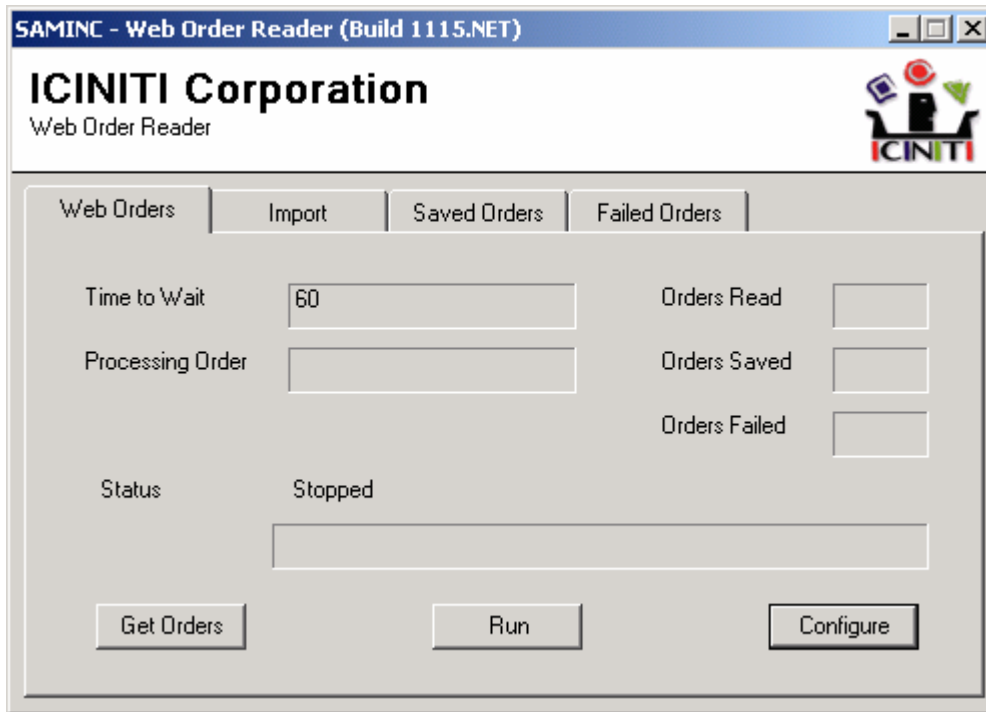 SAMINC - Web Order Reader (Build 1115.NET)
ICINITI Corporation
Web Order Reader
ICINITI
Web Orders Import Saved Orders Failed Orders
Time to Wait 60 Orders Read
Processing Order Orders Saved
Orders Failed
Status Stopped
Get Orders Run Configure